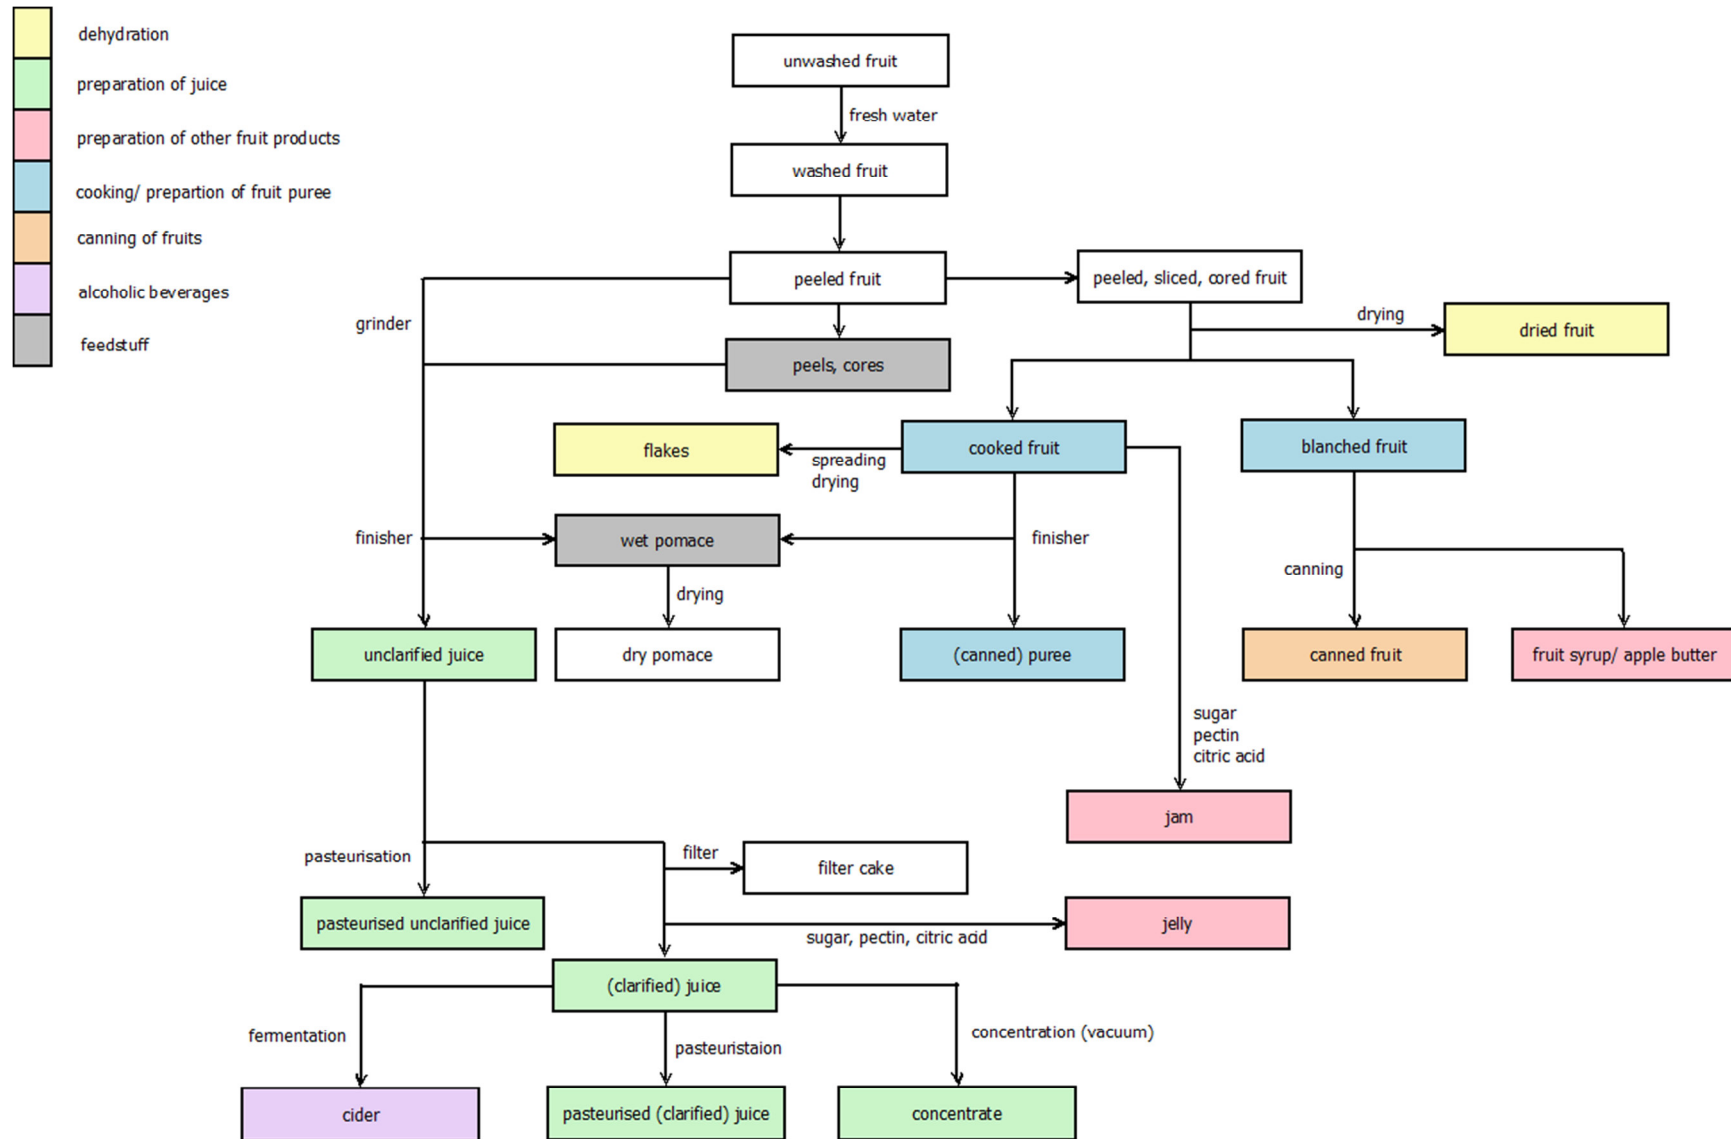 dehydration
preparation of juice
preparation of other fruit products
cooking/ prepartion of fruit puree
canning of fruits
alcoholic beverages
feedstuff
unwashed fruit
fresh water
washed fruit
peeled fruit
peeled, sliced, cored fruit
grinder
drying
dried fruit
peels, cores
flakes
spreading
drying
cooked fruit
blanched fruit
finisher
wet pomace
finisher
canning
drying
unclarified juice
dry pomace
(canned) puree
canned fruit
fruit syrup/ apple butter
sugar
pectin
citric acid
jam
pasteurisation
filter
filter cake
pasteurised unclarified juice
sugar, pectin, citric acid
jelly
(clarified) juice
fermentation
pasteuristaion
concentration (vacuum)
cider
pasteurised (clarified) juice
concentrate